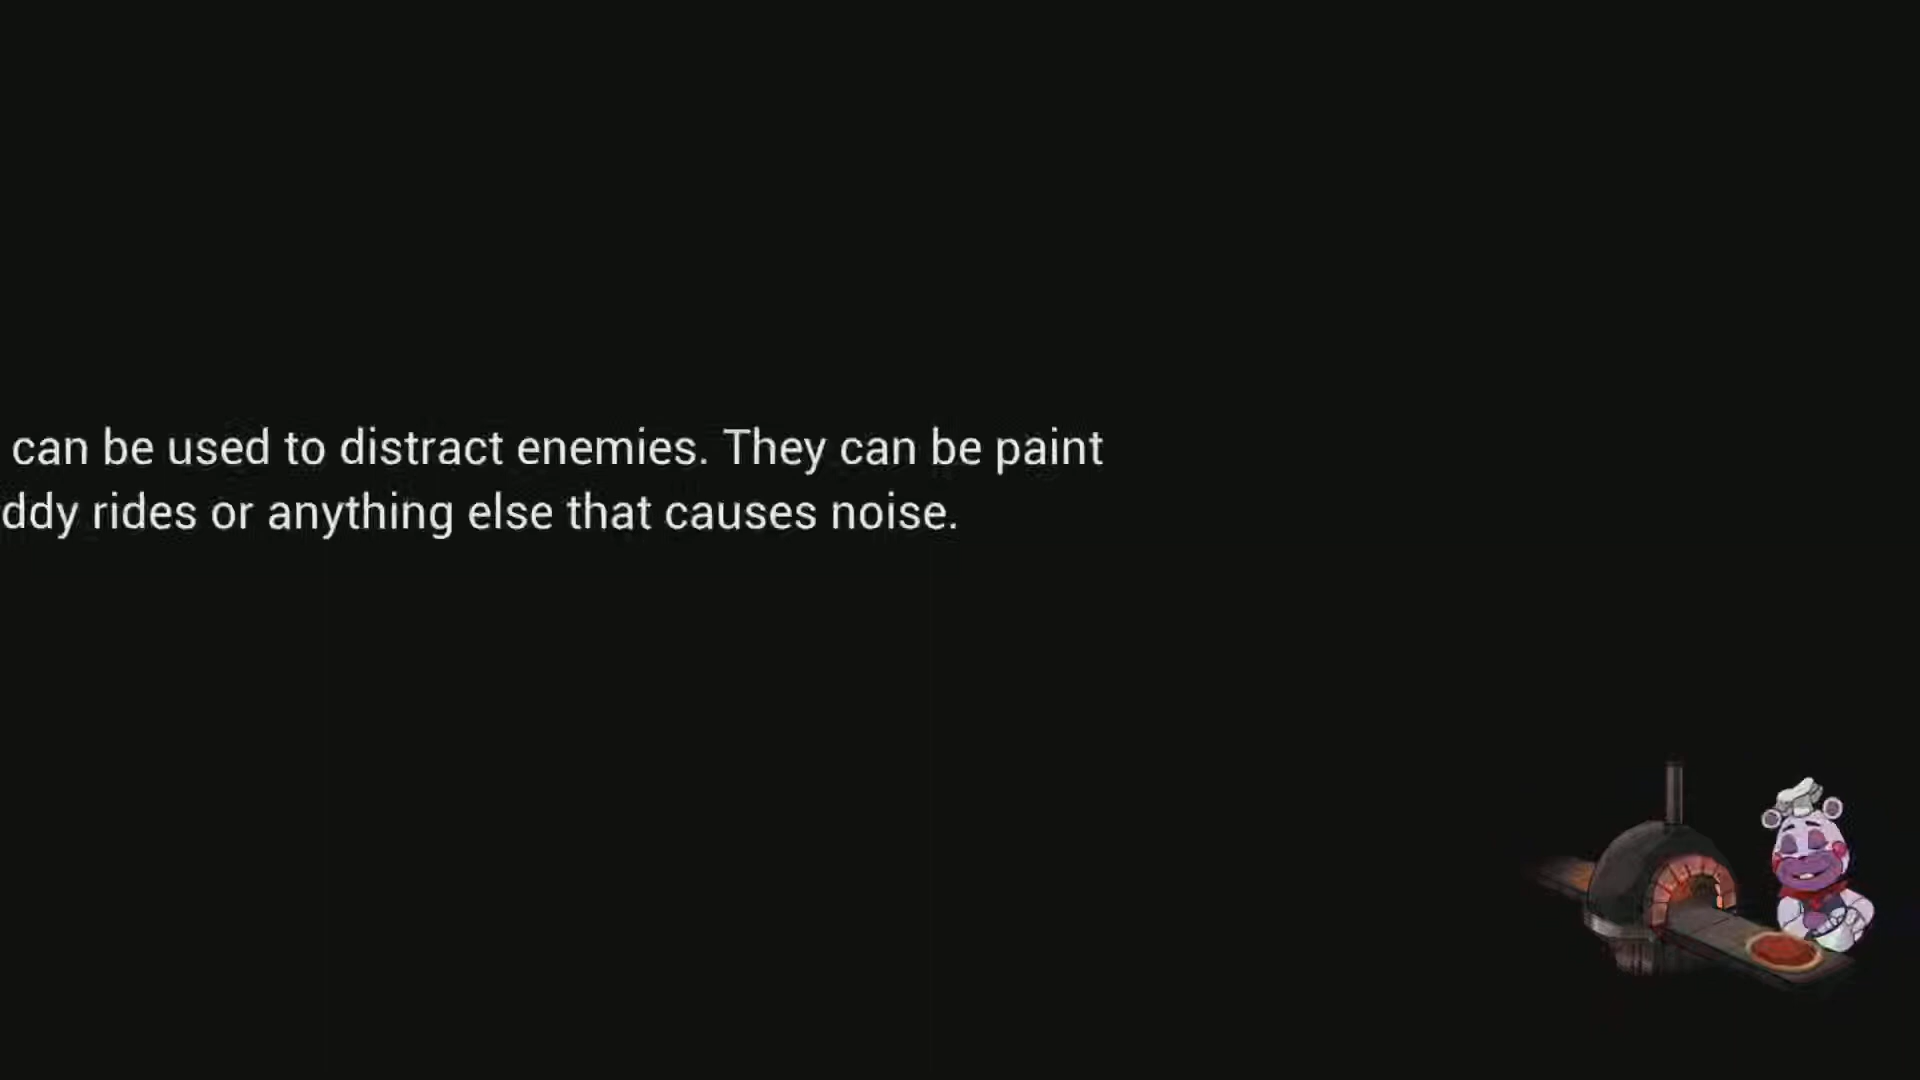 can be used to distract enemies. They can be paint
ddy rides or anything else that causes noise.